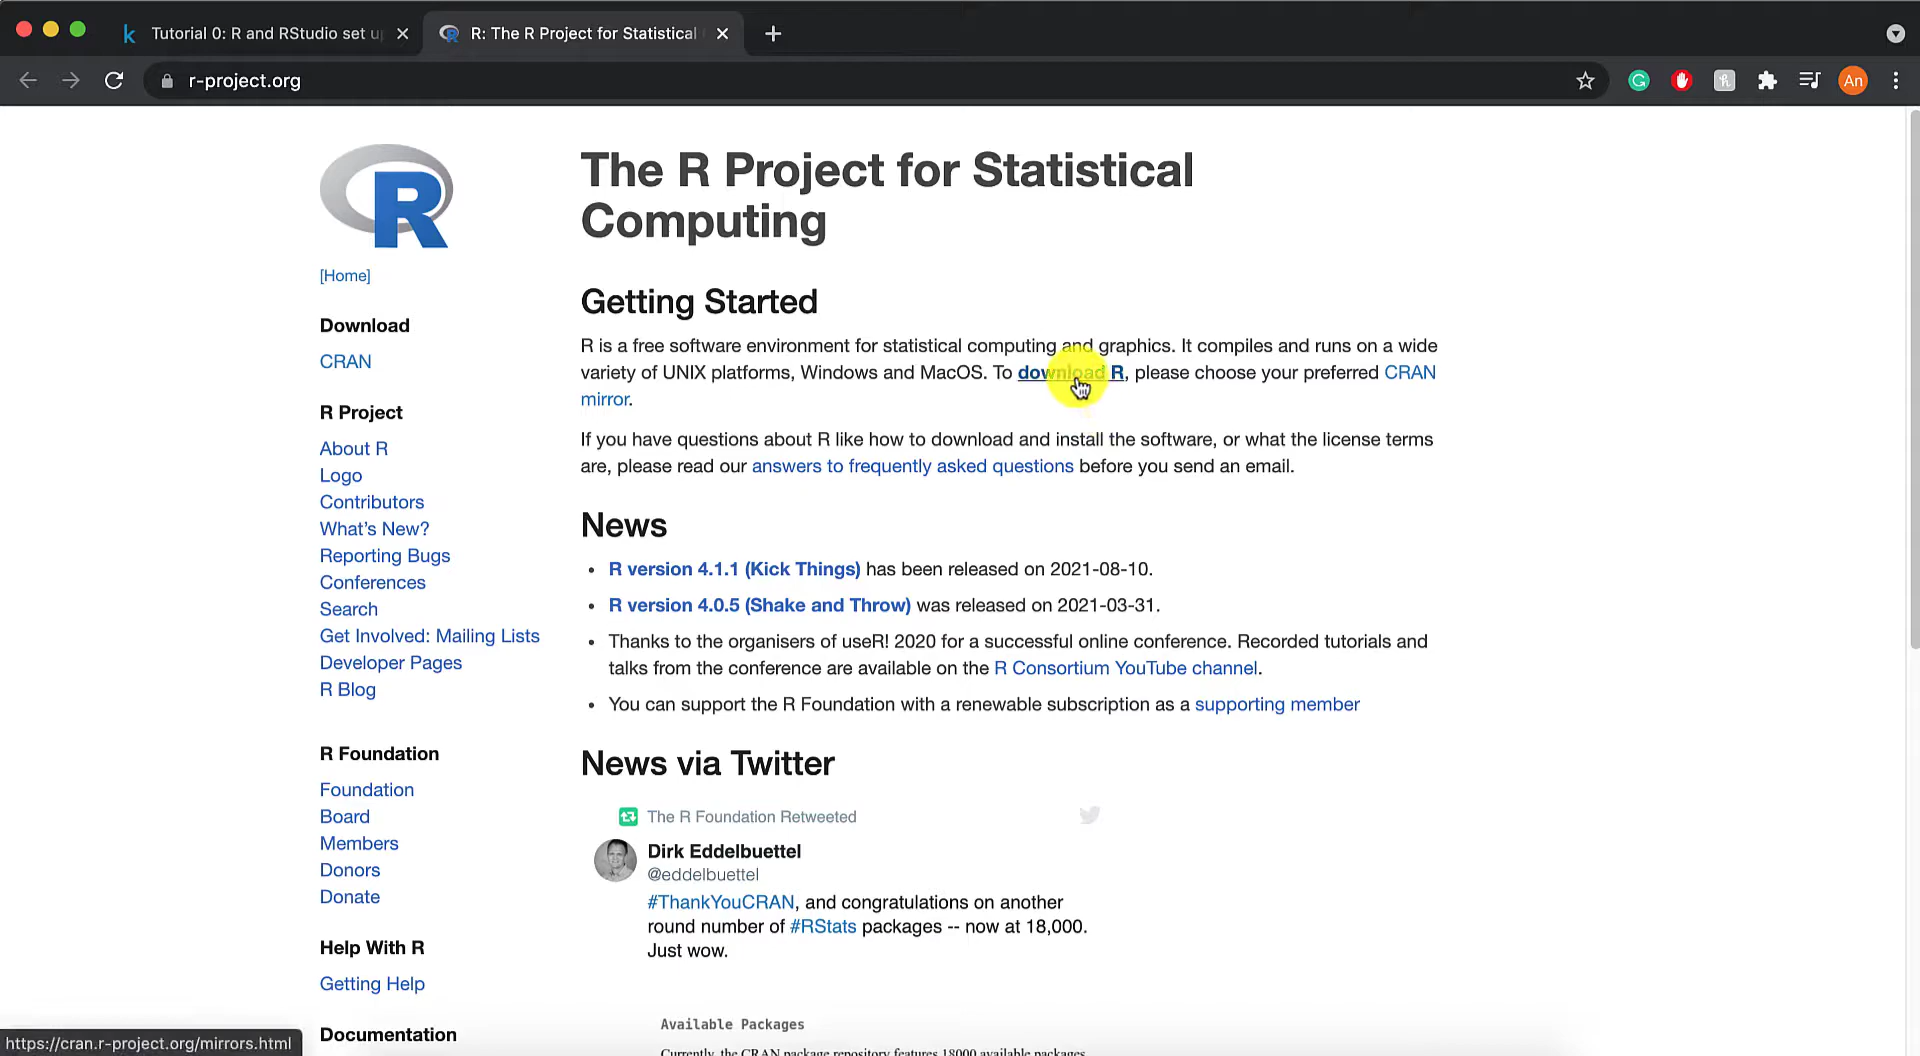 Tutorial 0: R and RStudio set u
R: The R Project for Statistical
r-project.org
An
R
[Home]
Download
CRAN
R Project
About R
Logo
Contributors
What's New?
Reporting Bugs
Conferences
Search
Get Involved: Mailing Lists
Developer Pages
R Blog
R Foundation
Foundation
Board
Members
Donors
Donate
Help With R
Getting Help
Documentation
The R Project for Statistical
Computing
Getting Started
R is a free software environment for statistical computing and graphics. It compiles and runs on a wide
variety of UNIX platforms, Windows and MacOS. To download R, please choose your preferred CRAN
mirror.
If you have questions about R like how to download and install the software, or what the license terms
are, please read our answers to frequently asked questions before you send an email.
News
• R version 4.1.1 (Kick Things) has been released on 2021-08-10.
• R version 4.0.5 (Shake and Throw) was released on 2021-03-31.
• Thanks to the organisers of useR! 2020 for a successful online conference. Recorded tutorials and
talks from the conference are available on the R Consortium YouTube channel.
• You can support the R Foundation with a renewable subscription as a supporting member
News via Twitter
The R Foundation Retweeted
Dirk Eddelbuettel
@eddelbuettel
#ThankYouCRAN, and congratulations on another
round number of #RStats packages -- now at 18,000.
Just wow.
Available Packages
Currently, the CRAN package repository features 18000 available packages.
https://cran.r-project.org/mirrors.html